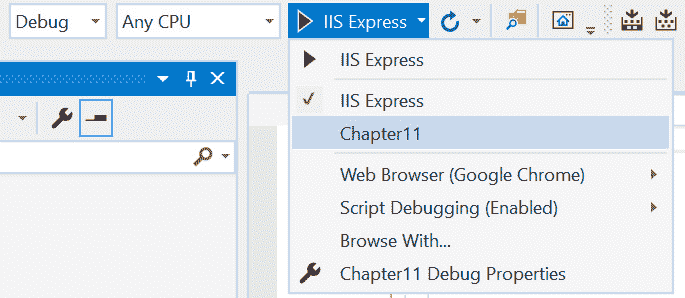 Debug Any CPU IIS Express
IIS Express
IIS Express
Chapter11
Web Browser (Google Chrome)
Script Debugging (Enabled)
Browse With...
Chapter11 Debug Properties